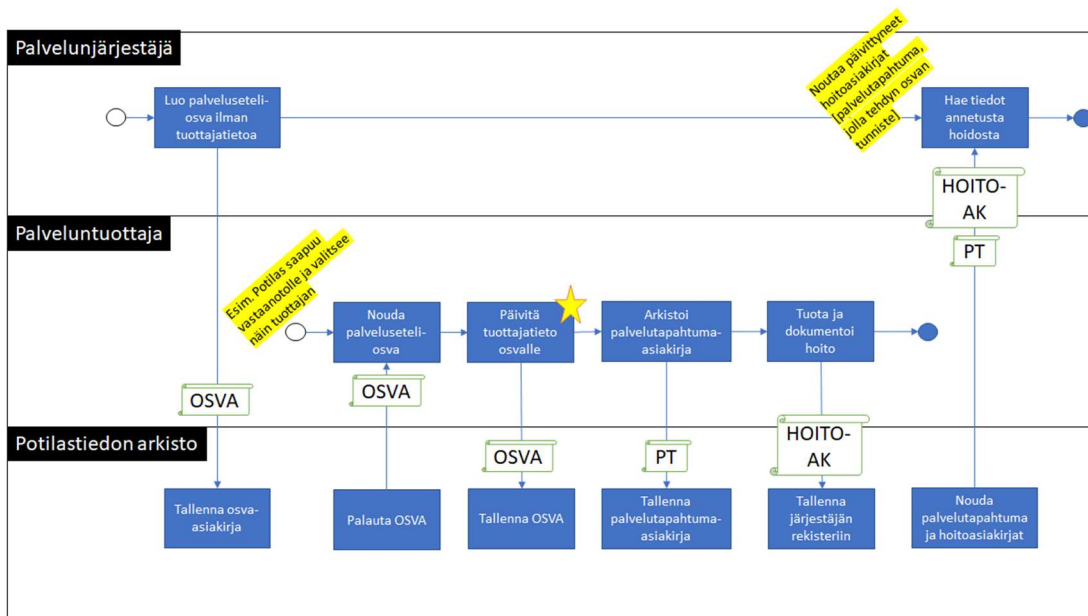 Palvelunjärjestäjä
Luo palveluseteli-
osva ilman
tuottajatietoa
Noutaa päivittyneet
hoitoasiakirjat
[palvelutapahtuma,
jolla tehdyn osvan
tunniste]
Hae tiedot
annetusta
hoidosta
HOITO-
AK
Palveluntuottaja
PT
Esim. Potilas saapuu
vastaanotolle ja valitsee
näin tuottajan
Nouda
palveluseteli-
osva
Päivitä
tuottajatieto
osvalle
Arkistoi
palvelutapahtuma-
asiakirja
Tuota ja
dokumentoi
hoito
OSVA
OSVA
Potilastiedon arkisto
OSVA
PT
HOITO-
AK
Tallenna osva-
asiakirja
Palauta OSVA
Tallenna OSVA
Tallenna
palvelutapahtuma-
asiakirja
Tallenna
järjestäjän
rekisteriin
Nouda
palvelutapahtuma
ja hoitoasiakirjat